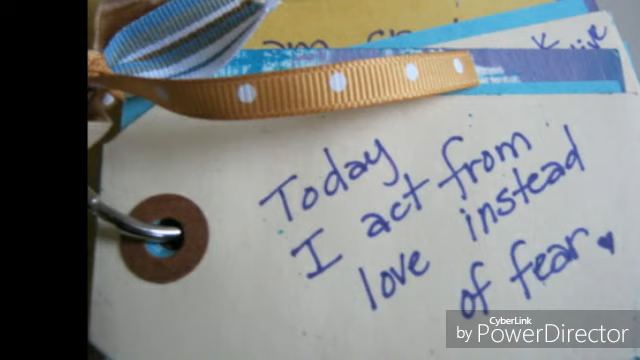 Today
I act from
love instead
of fear.
CyberLink
by PowerDirector